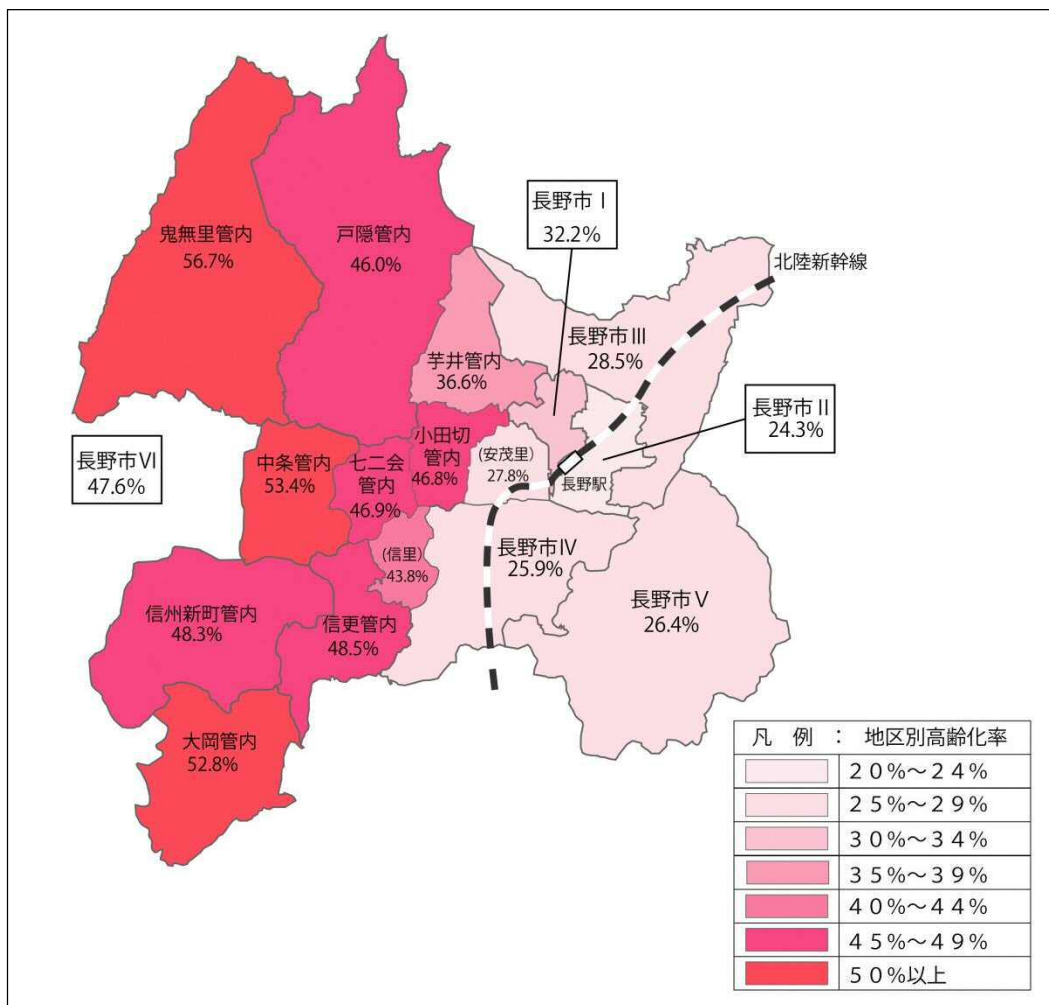 長野市Ⅰ
32.2%
北陸新幹線
鬼無里管内
56.7%
戸隠管内
46.0%
長野市Ⅲ
28.5%
芋井管内
36.6%
長野市Ⅱ
24.3%
長野市Ⅵ
47.6%
中条管内
53.4%
七二会
管内
46.9%
小田切
管内
46.8%
(安茂里)
27.8%
長野駅
(信里)
43.8%
長野市Ⅳ
25.9%
長野市Ⅴ
26.4%
信州新町管内
48.3%
信更管内
48.5%
大岡管内
52.8%
凡 例 : 地区別高齢化率
20%～24%
25%～29%
30%～34%
35%～39%
40%～44%
45%～49%
50%以上